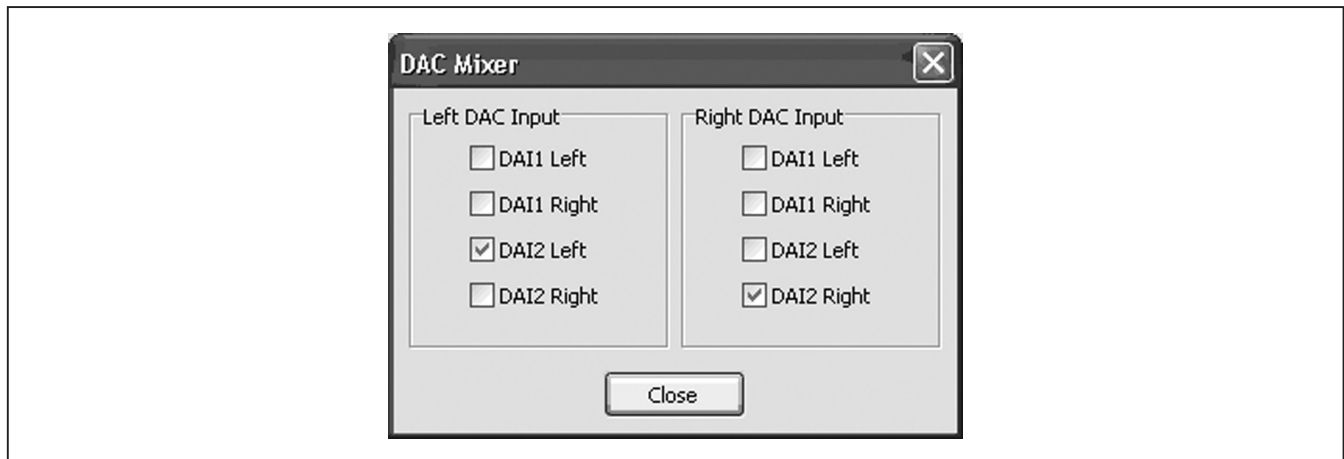 DAC Mixer
Left DAC Input
DAI1 Left
DAI1 Right
DAI2 Left
DAI2 Right
Right DAC Input
DAI1 Left
DAI1 Right
DAI2 Left
DAI2 Right
Close